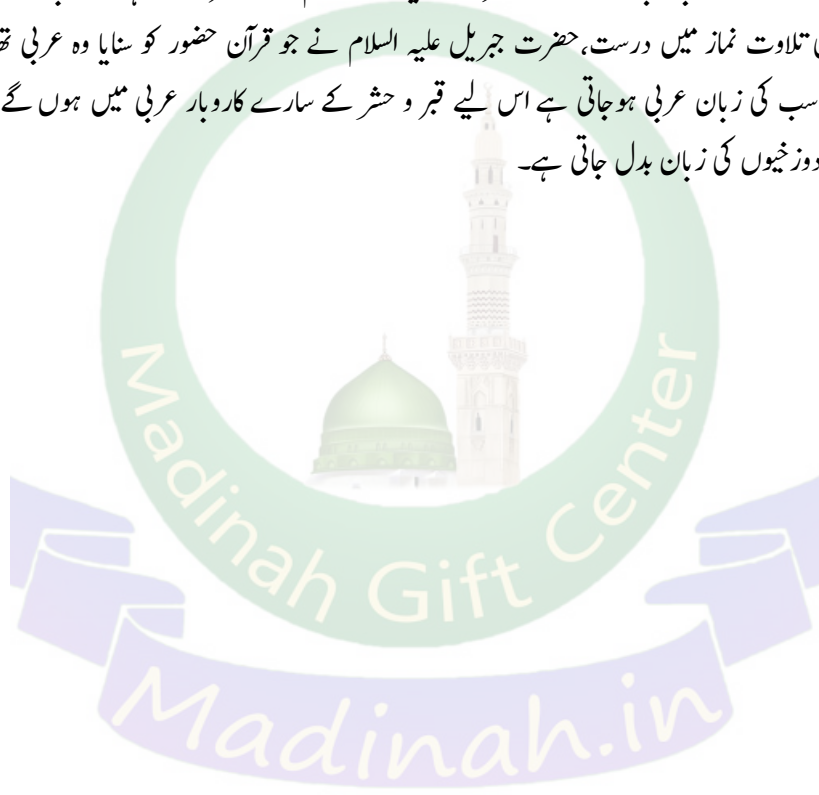 تلاوت نماز میں درست،حضرت جبریل علیہ السلام نے جو قرآن حضور کو سنایا وہ عربی
سب کی زبان عربی ہوجاتی ہے اس لیے قبر و حشر کے سارے کاروبار عربی میں ہوں گے
دوزخیوں کی زبان بدل جاتی ہے۔
Madinah Gift Center
Madinah.in